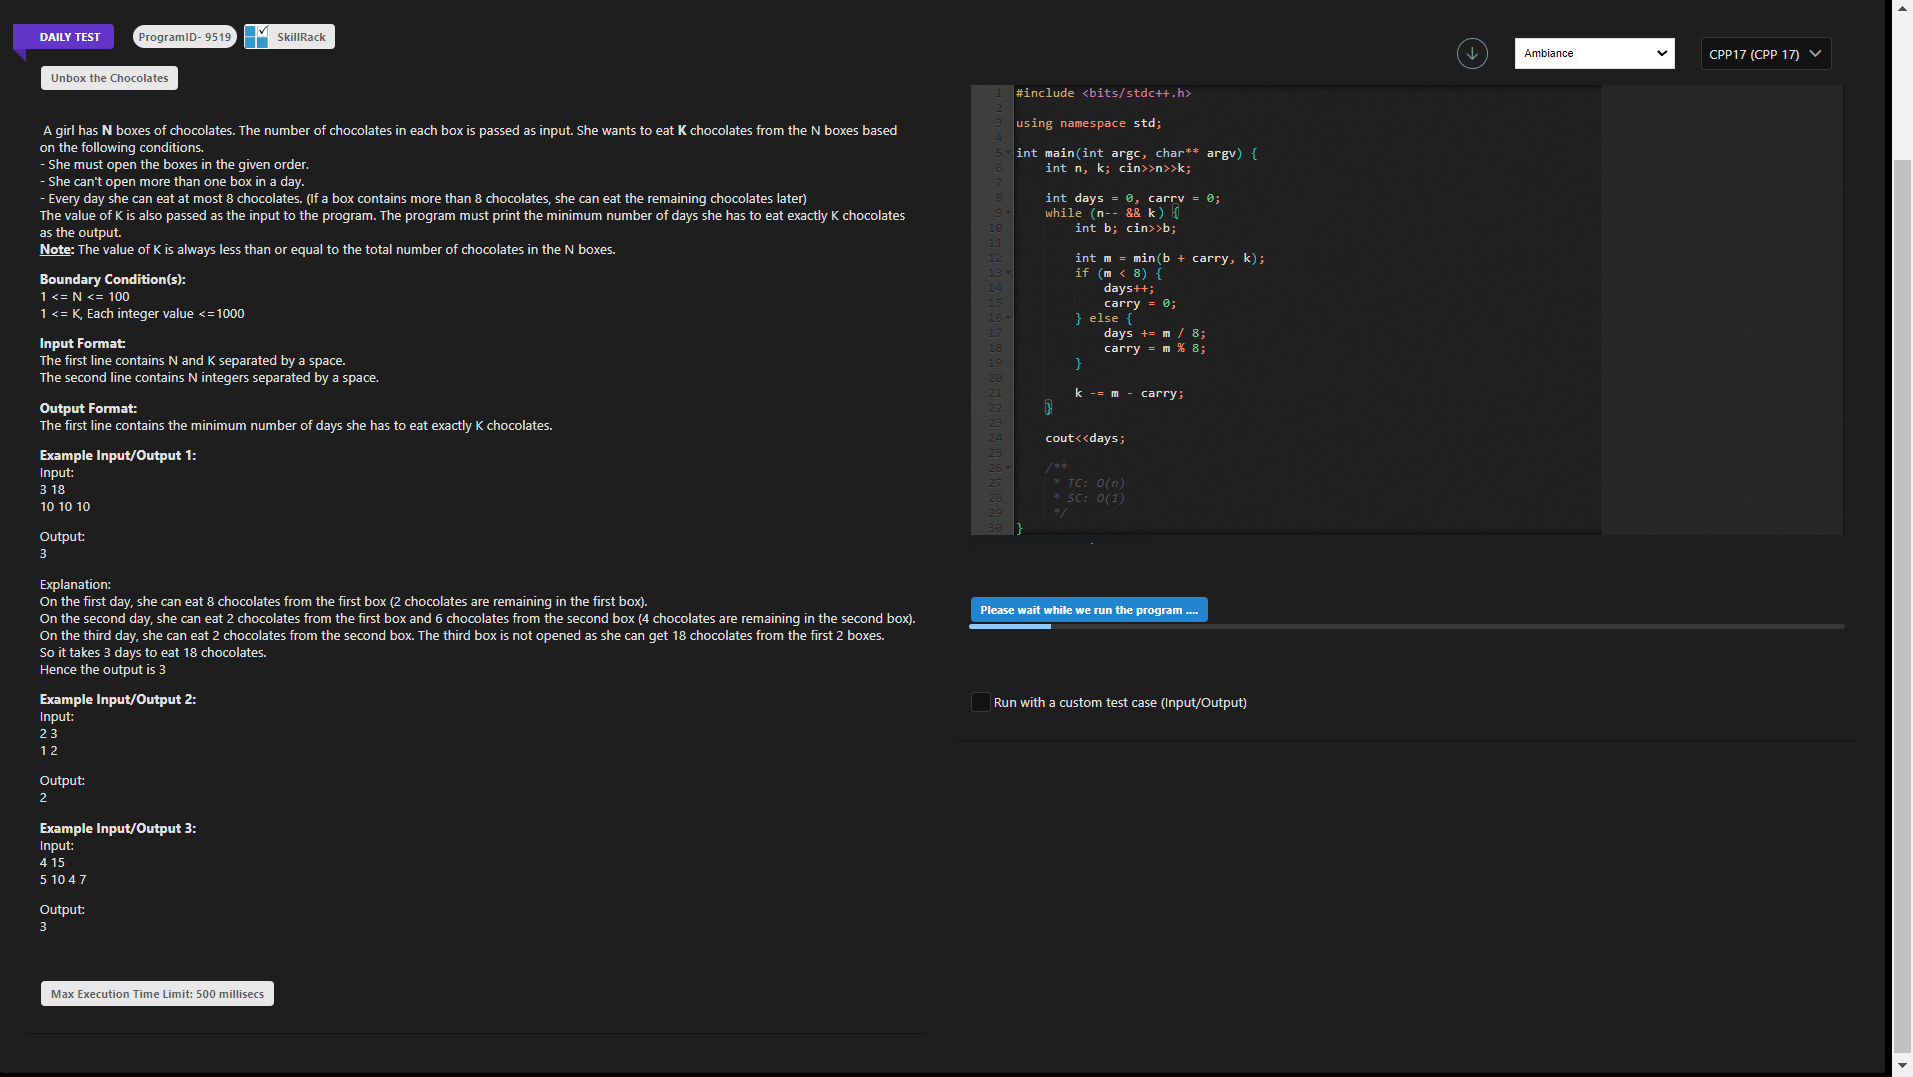 DAILY TEST
ProgramID- 9519
SkillRack
Unbox the Chocolates
A girl has N boxes of chocolates. The number of chocolates in each box is passed as input. She wants to eat K chocolates from the N boxes based
on the following conditions.
- She must open the boxes in the given order.
- She can't open more than one box in a day.
- Every day she can eat at most 8 chocolates. (If a box contains more than 8 chocolates, she can eat the remaining chocolates later)
The value of K is also passed as the input to the program. The program must print the minimum number of days she has to eat exactly K chocolates
as the output.
Note: The value of K is always less than or equal to the total number of chocolates in the N boxes.
Boundary Condition(s):
1 <= N <= 100
1 <= K, Each integer value <=1000
Input Format:
The first line contains N and K separated by a space.
The second line contains N integers separated by a space.
Output Format:
The first line contains the minimum number of days she has to eat exactly K chocolates.
Example Input/Output 1:
Input:
3 18
10 10 10
Output:
3
Explanation:
On the first day, she can eat 8 chocolates from the first box (2 chocolates are remaining in the first box).
On the second day, she can eat 2 chocolates from the first box and 6 chocolates from the second box (4 chocolates are remaining in the second box).
On the third day, she can eat 2 chocolates from the second box. The third box is not opened as she can get 18 chocolates from the first 2 boxes.
So it takes 3 days to eat 18 chocolates.
Hence the output is 3
Example Input/Output 2:
Input:
2 3
1 2
Output:
2
Example Input/Output 3:
Input:
4 15
5 10 4 7
Output:
3
Max Execution Time Limit: 500 millisecs
Ambiance
CPP17 (CPP 17)
1 #include <bits/stdc++.h>
2
3 using namespace std;
4
5 int main(int argc, char** argv) {
6 int n, k; cin>>n>>k;
7
8 int days = 0, carry = 0;
9 while (n-- && k) {
10 int b; cin>>b;
11
12 int m = min(b + carry, k);
13 if (m < 8) {
14 days++;
15 carry = 0;
16 } else {
17 days += m / 8;
18 carry = m % 8;
19 }
20
21 k -= m - carry;
22 }
23
24 cout<<days;
25
26 /**
27 * TC: O(n)
28 * SC: O(1)
29 */
30 }
Please wait while we run the program ....
Run with a custom test case (Input/Output)